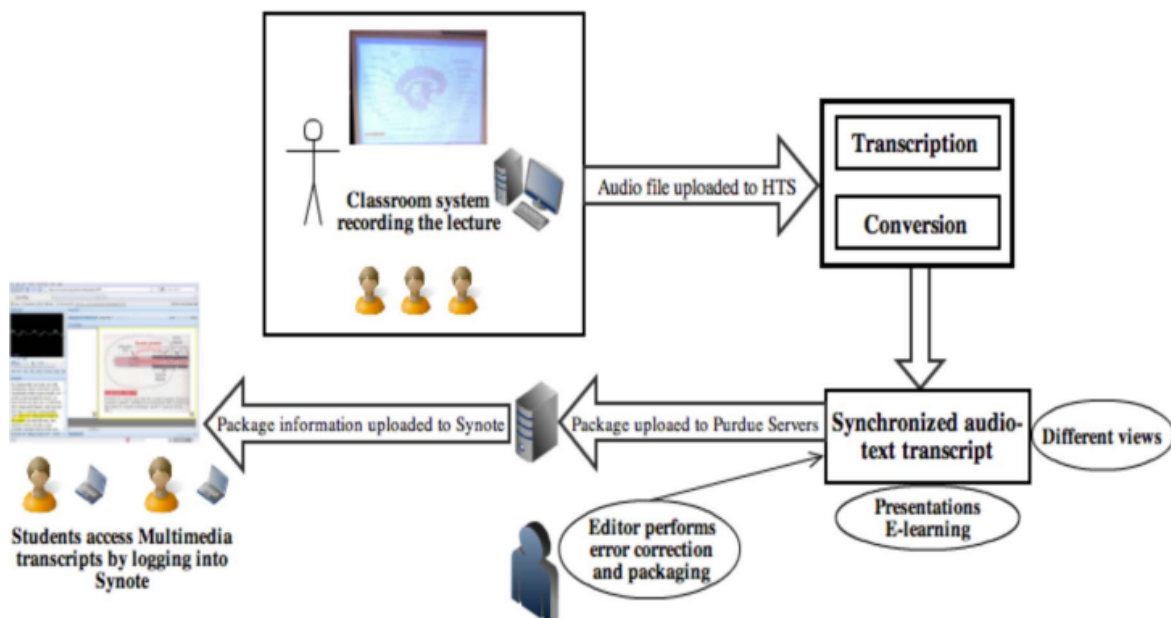 Classroom system
recording the lecture
Audio file uploaded to HTS
Transcription
Conversion
Synchronized audio-
text transcript
Different views
Presentations
E-learning
Editor performs
error correction
and packaging
Package uploaed to Purdue Servers
Package information uploaded to Synote
Students access Multimedia
transcripts by logging into
Synote